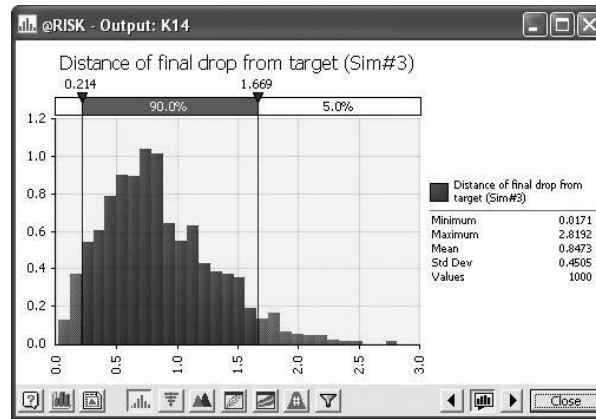 @RISK - Output: K14
Distance of final drop from target (Sim#3)
0.214 1.669
90.0% 5.0%
1.2
1.0
0.8
0.6
0.4
0.2
0.0
0.0 0.5 1.0 1.5 2.0 2.5 3.0
Distance of final drop from
target (Sim#3)
Minimum 0.0171
Maximum 2.8192
Mean 0.8473
Std Dev 0.4505
Values 1000
Close